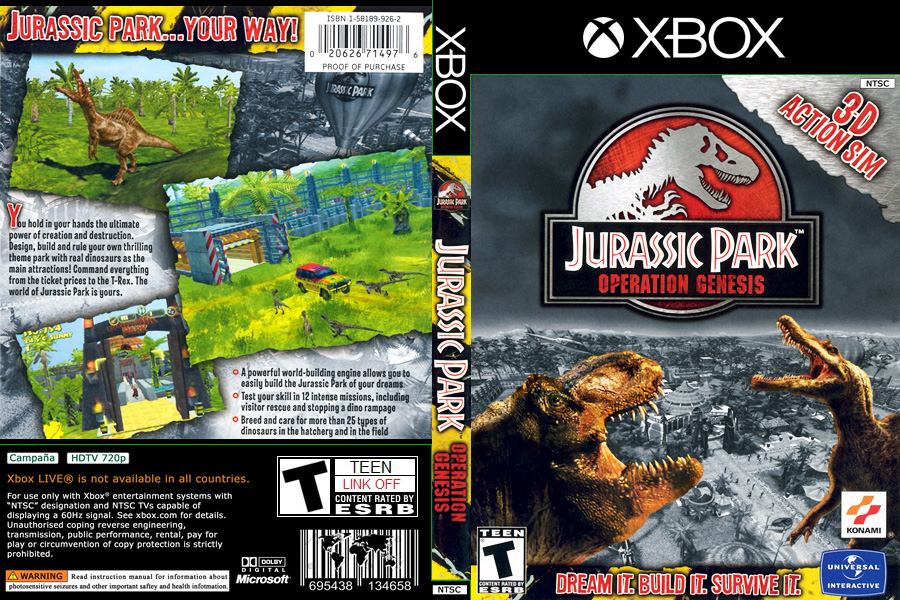 JURASSIC PARK...YOUR WAY!
ISBN 1-58189-926-2
0 20626 71497 6
PROOF OF PURCHASE
JURASSIC PARK
You hold in your hands the ultimate
power of creation and destruction.
Design, build and rule your own thrilling
theme park with real dinosaurs as the
main attractions! Command everything
from the ticket prices to the T-Rex. The
world of Jurassic Park is yours.
A powerful world-building engine allows you to
easily build the Jurassic Park of your dreams
Test your skill in 12 intense missions, including
visitor rescue and stopping a dino rampage
Breed and care for more than 25 types of
dinosaurs in the hatchery and in the field
Campaña HDTV 720p
Xbox LIVE® is not available in all countries.
For use only with Xbox® entertainment systems with
"NTSC" designation and NTSC TVs capable of
displaying a 60Hz signal. See xbox.com for details.
Unauthorised coping reverse engineering,
transmission, public performance, rental, pay for
play or circumvention of copy protection is strictly
prohibited.
WARNING Read instruction manual for information about
photosensitive seizures and other important saftery and health infotmation.
T
TEEN
LINK OFF
CONTENT RATED BY
ESRB
DOLBY
DIGITAL
Microsoft
695438 134658
XBOX
JURASSIC PARK
JURASSIC PARK
OPERATION
GENESIS
NTSC
XBOX
NTSC
3D
ACTION SIM
JURASSIC PARK™
OPERATION GENESIS
KONAMI
TEEN
T
CONTENT RATED BY
ESRB
DREAM IT. BUILD IT. SURVIVE IT.
UNIVERSAL
INTERACTIVE